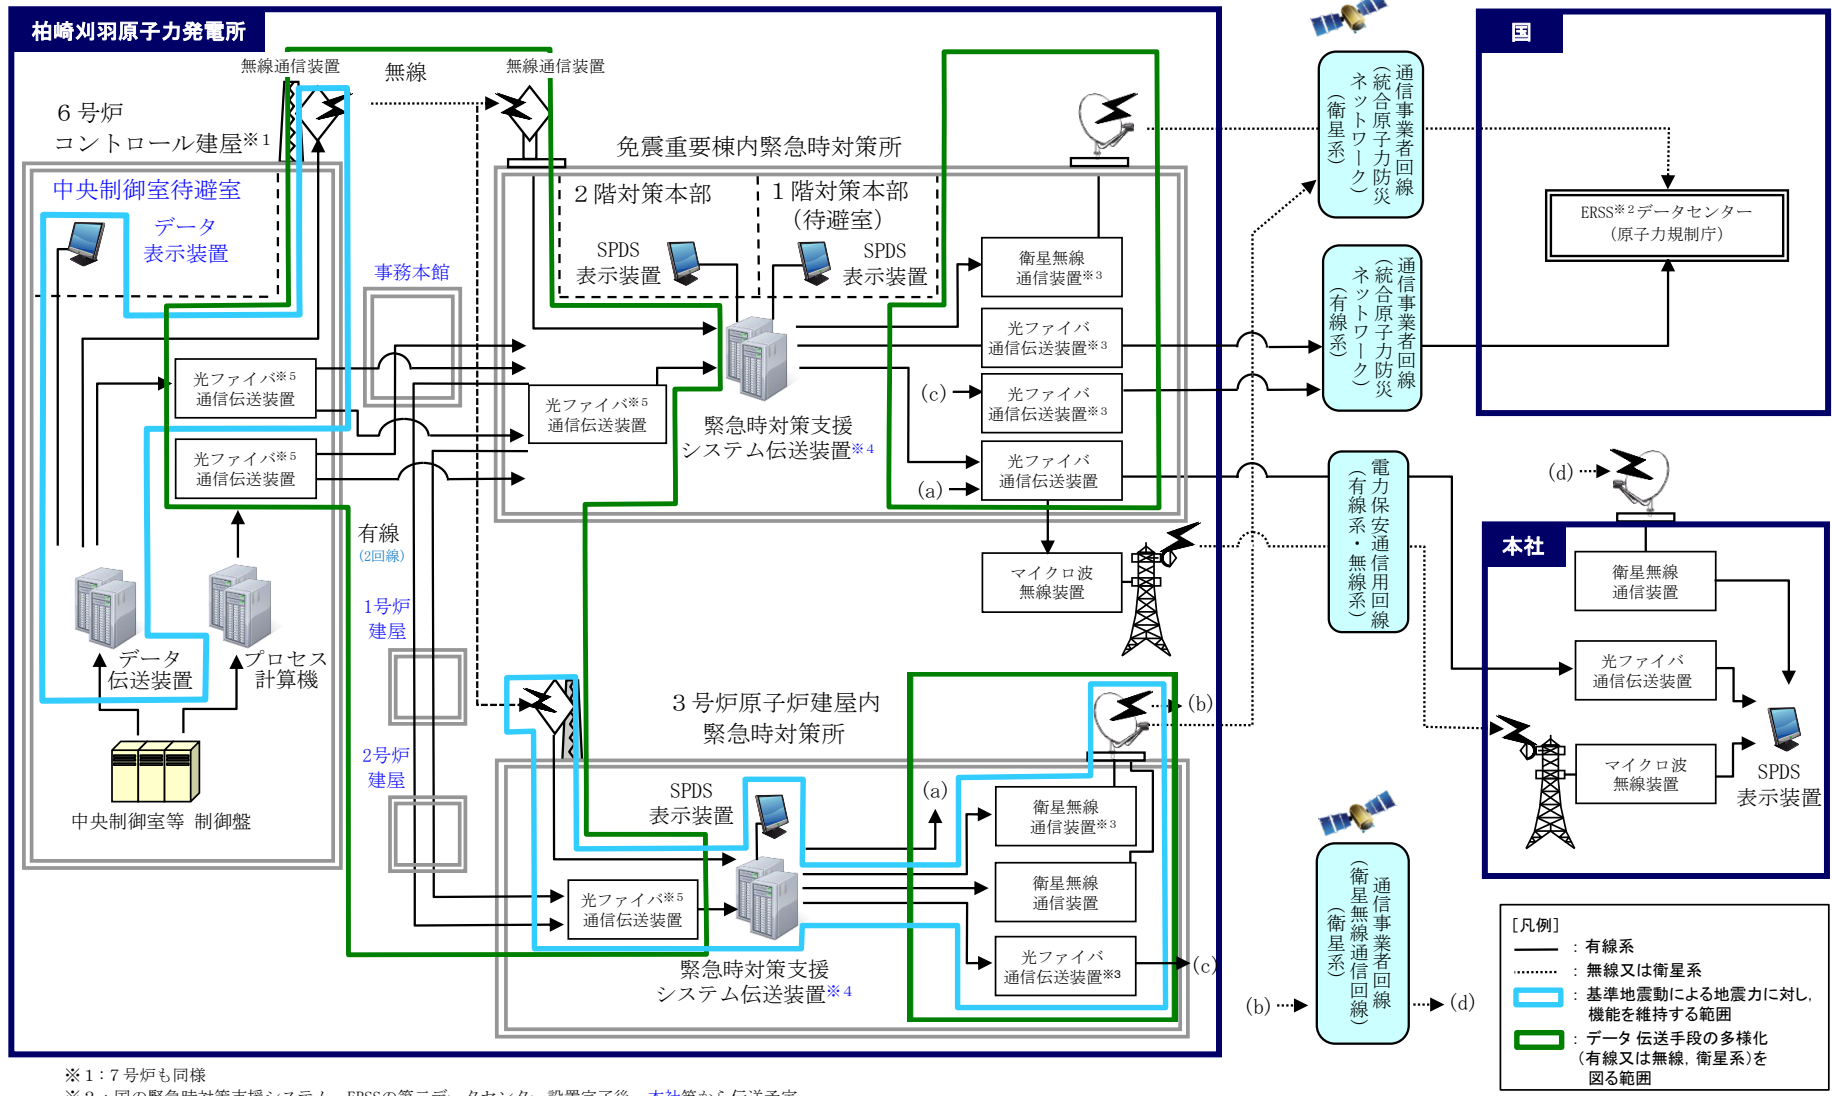 柏崎刈羽原子力発電所
無線通信装置
無線
無線通信装置
６号炉
コントロール建屋※1
中央制御室待避室
データ
表示装置
事務本館
光ファイバ※5
通信伝送装置
光ファイバ※5
通信伝送装置
有線
(2回線)
データ
伝送装置
プロセス
計算機
中央制御室等 制御盤
1号炉
建屋
2号炉
建屋
免震重要棟内緊急時対策所
２階対策本部
１階対策本部
（待避室）
SPDS
表示装置
SPDS
表示装置
光ファイバ※5
通信伝送装置
緊急時対策支援
システム伝送装置※4
衛星無線
通信装置※3
光ファイバ
通信伝送装置※3
(c)
光ファイバ
通信伝送装置※3
(a)
光ファイバ
通信伝送装置
マイクロ波
無線装置
３号炉原子炉建屋内
緊急時対策所
SPDS
表示装置
(a)
(b)
光ファイバ※5
通信伝送装置
緊急時対策支援
システム伝送装置※4
衛星無線
通信装置※3
衛星無線
通信装置
光ファイバ
通信伝送装置※3
(c)
通信事業者回線
（統合原子力防災
ネットワーク）
（衛星系）
通信事業者回線
（統合原子力防災
ネットワーク）
（有線系）
電力保安通信用回線
（有線系・無線系）
通信事業者回線
（衛星無線通信回線）
（衛星系）
(b)
(d)
国
ERSS※2データセンター
（原子力規制庁）
(d)
本社
衛星無線
通信装置
光ファイバ
通信伝送装置
マイクロ波
無線装置
SPDS
表示装置
［凡例］
：有線系
：無線又は衛星系
：基準地震動による地震力に対し，
機能を維持する範囲
：データ伝送手段の多様化
（有線又は無線，衛星系）を
図る範囲
※1：７号炉も同様